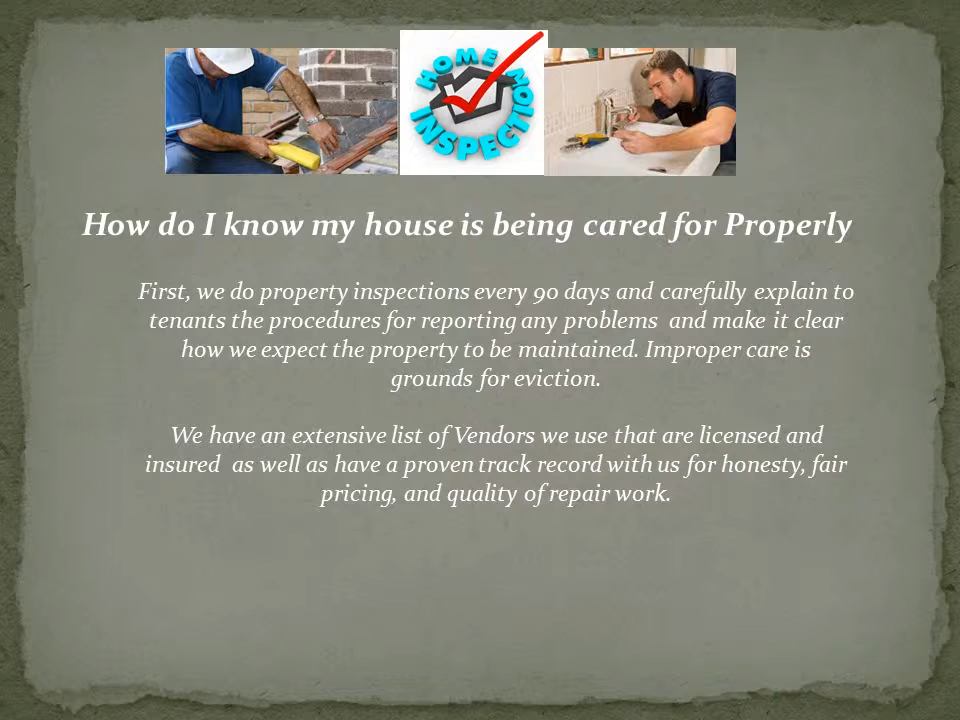 HOME INSPECTION
How do I know my house is being cared for Properly
First, we do property inspections every 90 days and carefully explain to
tenants the procedures for reporting any problems  and make it clear
how we expect the property to be maintained. Improper care is
grounds for eviction.
We have an extensive list of Vendors we use that are licensed and
insured  as well as have a proven track record with us for honesty, fair
pricing, and quality of repair work.